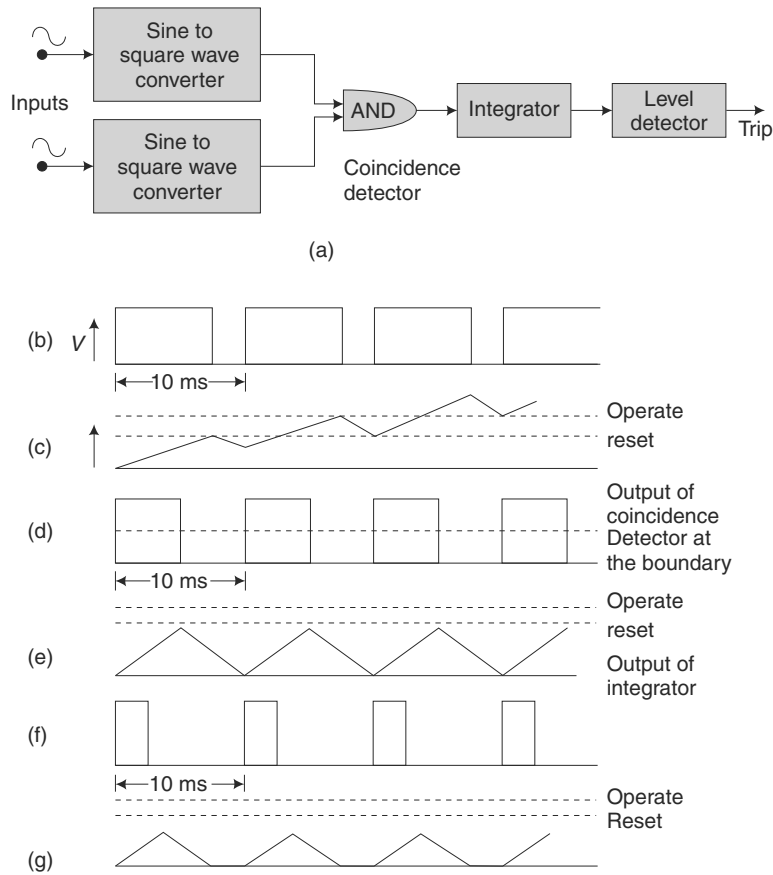 Sine to
square wave
converter
Inputs
Sine to
square wave
converter
AND
Coincidence
detector
Integrator
Level
detector
Trip
(a)
(b)
V
10 ms
(c)
Operate
reset
(d)
Output of
coincidence
Detector at
the boundary
10 ms
Operate
reset
(e)
Output of
integrator
(f)
10 ms
Operate
Reset
(g)